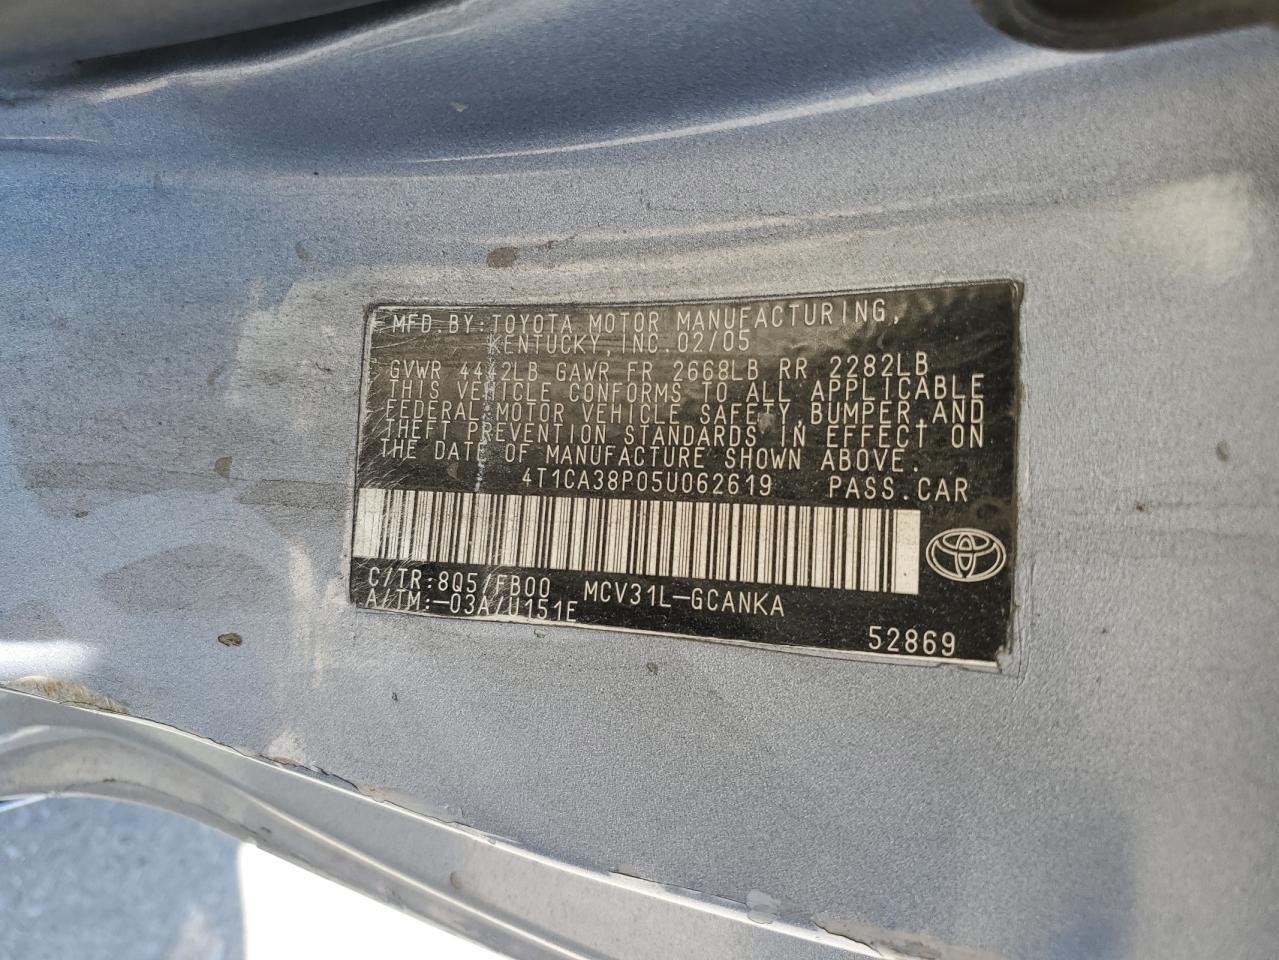 MFD.BY:TOYOTA MOTOR MANUFACTURING,
KENTUCKY,INC.02/05
GVWR 4442LB GAWR FR 2668LB RR 2282LB
THIS VEHICLE CONFORMS TO ALL APPLICABLE
FEDERAL MOTOR VEHICLE SAFETY,BUMPER,AND
THEFT PREVENTION STANDARDS IN EFFECT ON
THE DATE OF MANUFACTURE SHOWN ABOVE.
4T1CA38P05U062619 PASS.CAR
C/TR:8Q5/FB00 MCV31L-GCANKA
A/TM:-03A/U151E
52869